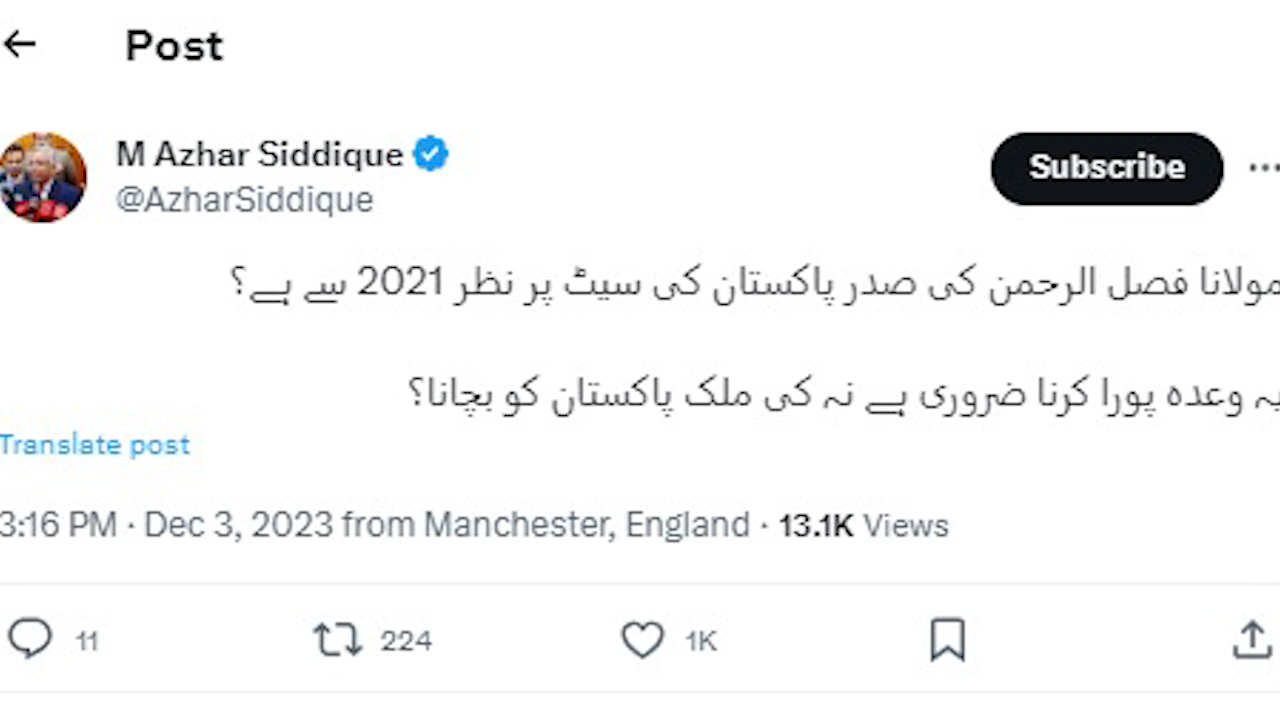 Post
M Azhar Siddique
@AzharSiddique
Subscribe
مولانا فصل الرحمن کی صدر پاکستان کی سیٹ پر نظر 2021 سے ہے؟
یہ وعدہ پورا کرنا ضروری ہے نہ کی ملک پاکستان کو بچانا؟
Translate post
3:16 PM · Dec 3, 2023 from Manchester, England · 13.1K Views
11 224 1K